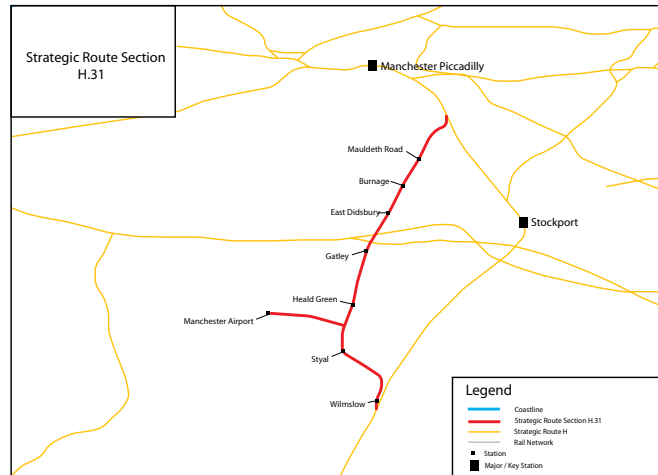 Strategic Route Section
H.31
Manchester Piccadilly
Mauldeth Road
Burnage
East Didsbury
Stockport
Gatley
Heald Green
Manchester Airport
Styal
Wilmslow
Legend
Coastline
Strategic Route Section H.31
Strategic Route H
Rail Network
Station
Major / Key Station